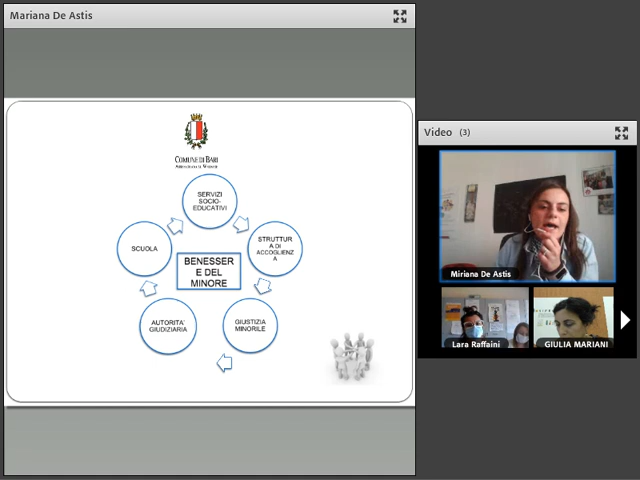 Mariana De Astis
COMUNE DI BARI
SERVIZI
SOCIO-
EDUCATIVI
SCUOLA
STRUTTUR
A DI
ACCOGLIENZ
A
BENESSER
E DEL
MINORE
AUTORITA'
GIUDIZIARIA
GIUSTIZIA
MINORILE
Video (3)
Miriana De Astis
Lara Raffaini
GIULIA MARIANI